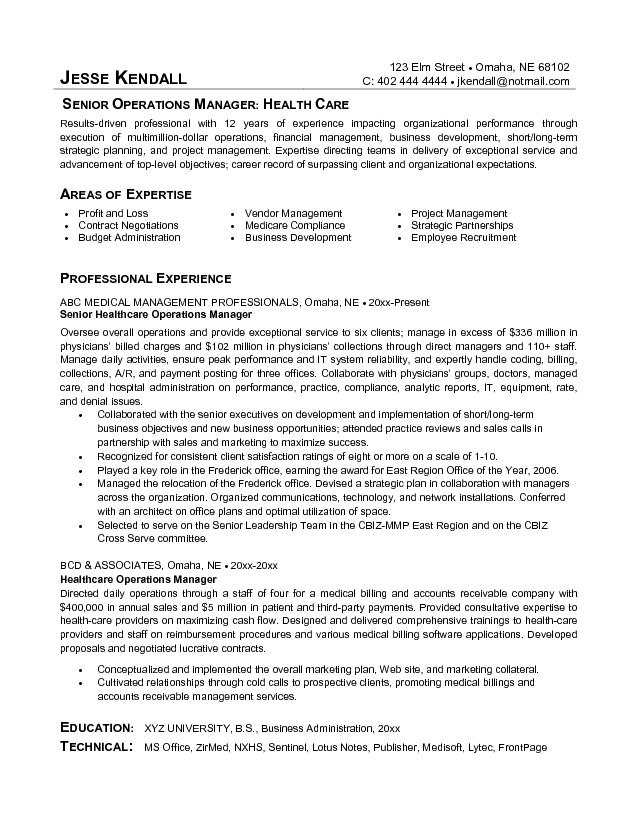 123 Elm Street • Omaha, NE 68102
JESSE KENDALL C: 402 444 4444 • jkendall@notmail.com
SENIOR OPERATIONS MANAGER: HEALTH CARE
Results-driven professional with 12 years of experience impacting organizational performance through
execution of multimillion-dollar operations, financial management, business development, short/long-term
strategic planning, and project management. Expertise directing teams in delivery of exceptional service and
advancement of top-level objectives; career record of surpassing client and organizational expectations.
AREAS OF EXPERTISE
• Profit and Loss • Vendor Management • Project Management
• Contract Negotiations • Medicare Compliance • Strategic Partnerships
• Budget Administration • Business Development • Employee Recruitment
PROFESSIONAL EXPERIENCE
ABC MEDICAL MANAGEMENT PROFESSIONALS, Omaha, NE • 20xx-Present
Senior Healthcare Operations Manager
Oversee overall operations and provide exceptional service to six clients; manage in excess of $336 million in
physicians' billed charges and $102 million in physicians' collections through direct managers and 110+ staff.
Manage daily activities, ensure peak performance and IT system reliability, and expertly handle coding, billing,
collections, A/R, and payment posting for three offices. Collaborate with physicians' groups, doctors, managed
care, and hospital administration on performance, practice, compliance, analytic reports, IT, equipment, rate,
and denial issues.
• Collaborated with the senior executives on development and implementation of short/long-term
business objectives and new business opportunities; attended practice reviews and sales calls in
partnership with sales and marketing to maximize success.
• Recognized for consistent client satisfaction ratings of eight or more on a scale of 1-10.
• Played a key role in the Frederick office, earning the award for East Region Office of the Year, 2006.
• Managed the relocation of the Frederick office. Devised a strategic plan in collaboration with managers
across the organization. Organized communications, technology, and network installations. Conferred
with an architect on office plans and optimal utilization of space.
• Selected to serve on the Senior Leadership Team in the CBIZ-MMP East Region and on the CBIZ
Cross Serve committee.
BCD & ASSOCIATES, Omaha, NE • 20xx-20xx
Healthcare Operations Manager
Directed daily operations through a staff of four for a medical billing and accounts receivable company with
$400,000 in annual sales and $5 million in patient and third-party payments. Provided consultative expertise to
health-care providers on maximizing cash flow. Designed and delivered comprehensive trainings to health-care
providers and staff on reimbursement procedures and various medical billing software applications. Developed
proposals and negotiated lucrative contracts.
• Conceptualized and implemented the overall marketing plan, Web site, and marketing collateral.
• Cultivated relationships through cold calls to prospective clients, promoting medical billings and
accounts receivable management services.
EDUCATION: XYZ UNIVERSITY, B.S., Business Administration, 20xx
TECHNICAL: MS Office, ZirMed, NXHS, Sentinel, Lotus Notes, Publisher, Medisoft, Lytec, FrontPage